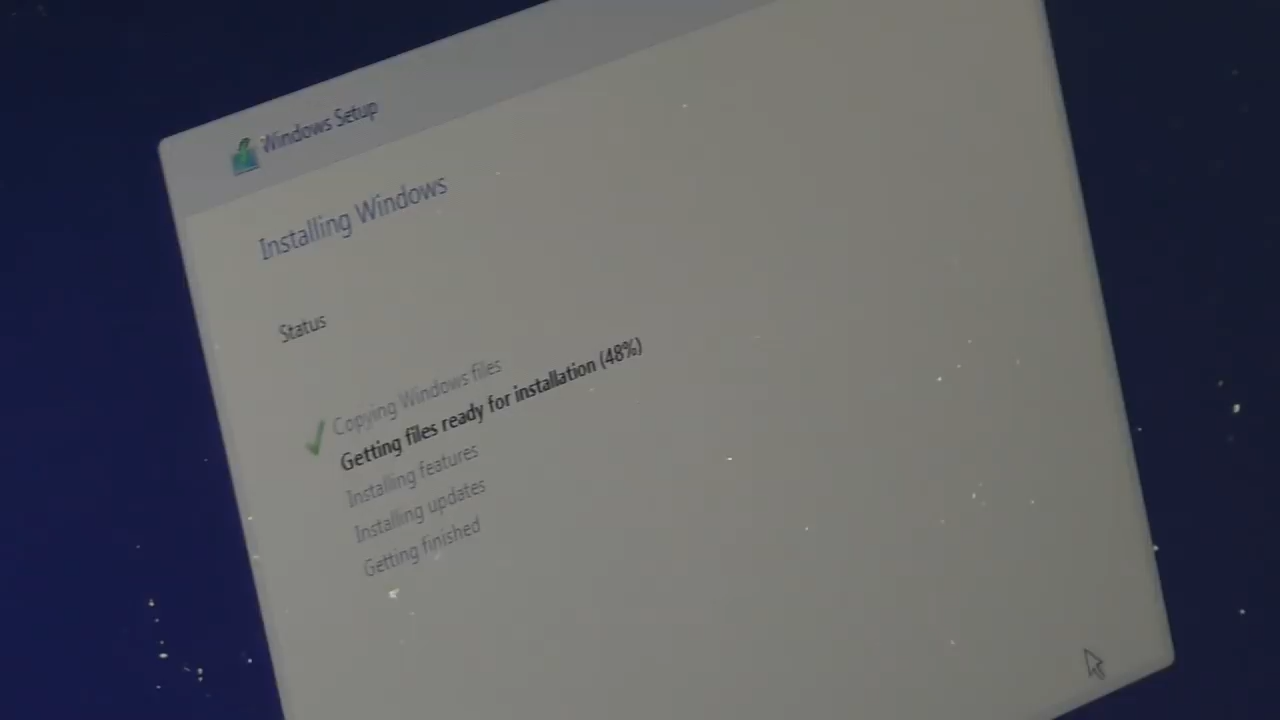 Windows Setup
Installing Windows
Status
Copying Windows files
Getting files ready for installation (48%)
Installing features
Installing updates
Getting finished